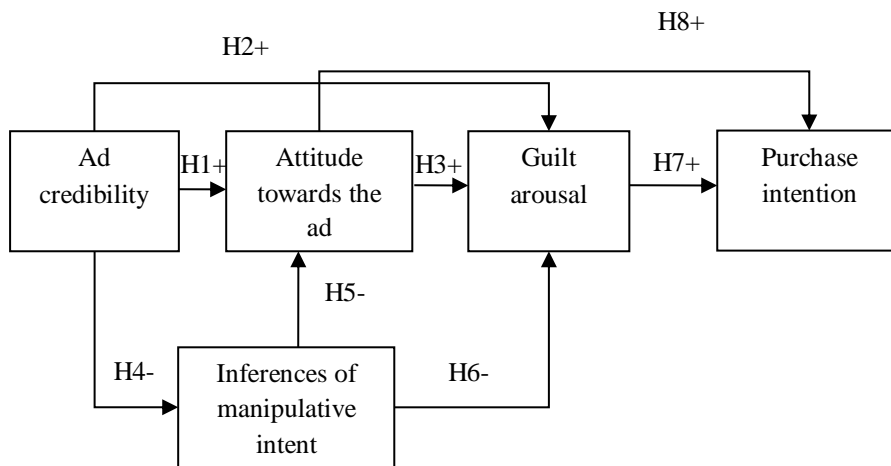 H8+
H2+
Ad
credibility
H1+
Attitude
towards the
ad
H3+
Guilt
arousal
H7+
Purchase
intention
H5-
H4-
Inferences of
manipulative
intent
H6-